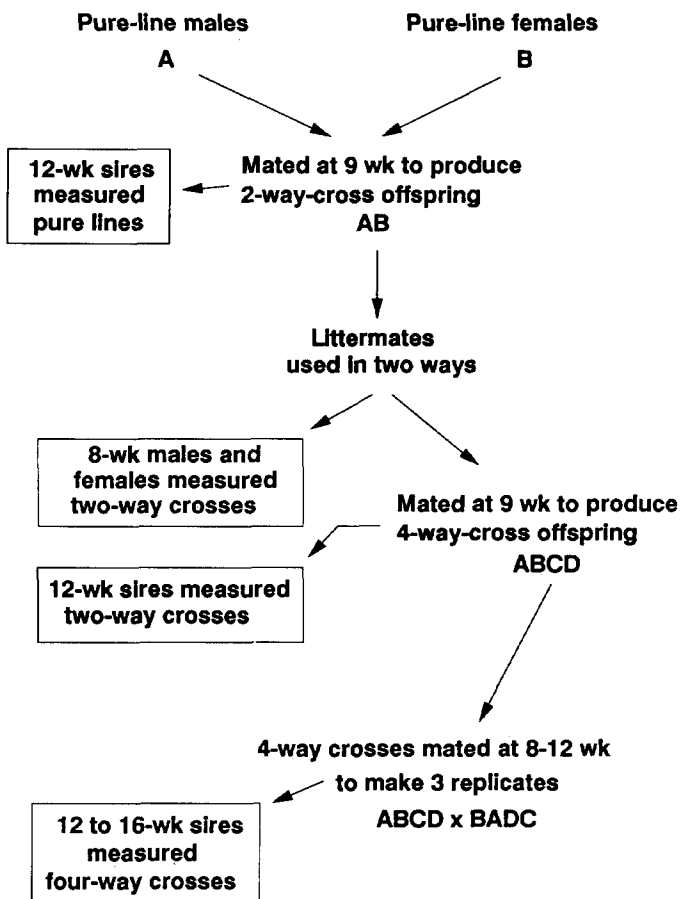 Pure-line males
A
Pure-line females
B
12-wk sires
measured
pure lines
Mated at 9 wk to produce
2-way-cross offspring
AB
Littermates
used in two ways
8-wk males and
females measured
two-way crosses
Mated at 9 wk to produce
4-way-cross offspring
ABCD
12-wk sires measured
two-way crosses
4-way crosses mated at 8-12 wk
to make 3 replicates
ABCD x BADC
12 to 16-wk sires
measured
four-way crosses